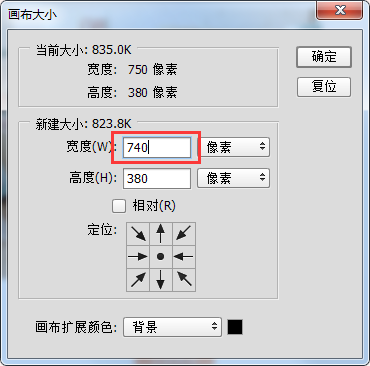 画布大小
当前大小: 835.0K
宽度: 750 像素
高度: 380 像素
确定
复位
新建大小: 823.8K
宽度(W): 740 像素
高度(H): 380 像素
相对(R)
定位:
画布扩展颜色: 背景